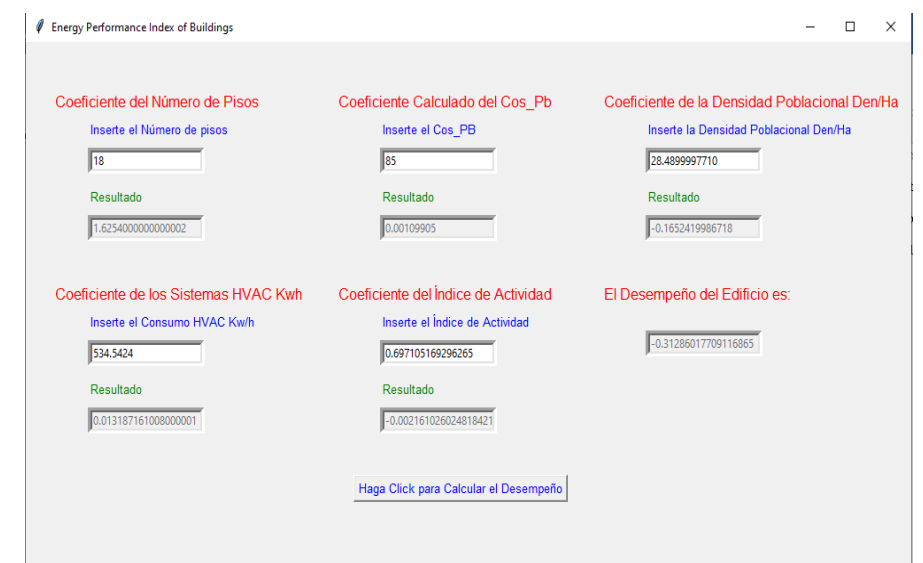 Energy Performance Index of Buildings
Coeficiente del Número de Pisos
Coeficiente Calculado del Cos_Pb
Coeficiente de la Densidad Poblacional Den/Ha
Inserte el Número de pisos
Inserte el Cos_PB
Inserte la Densidad Poblacional Den/Ha
18
85
28.4899997710
Resultado
Resultado
Resultado
1.6254000000000002
0.00109905
-0.1652419986718
Coeficiente de los Sistemas HVAC Kwh
Coeficiente del Índice de Actividad
El Desempeño del Edificio es:
Inserte el Consumo HVAC Kw/h
Inserte el Índice de Actividad
534.5424
0.697105169296265
-0.31286017709116865
Resultado
Resultado
0.013187161008000001
-0.002161026024818421
Haga Click para Calcular el Desempeño